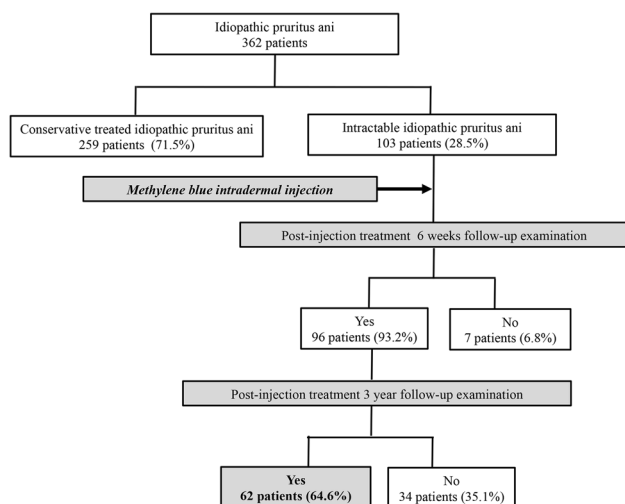 Idiopathic pruritus ani
362 patients
Conservative treated idiopathic pruritus ani
259 patients (71.5%)
Intractable idiopathic pruritus ani
103 patients (28.5%)
Methylene blue intradermal injection
Post-injection treatment 6 weeks follow-up examination
Yes
96 patients (93.2%)
No
7 patients (6.8%)
Post-injection treatment 3 year follow-up examination
Yes
62 patients (64.6%)
No
34 patients (35.1%)